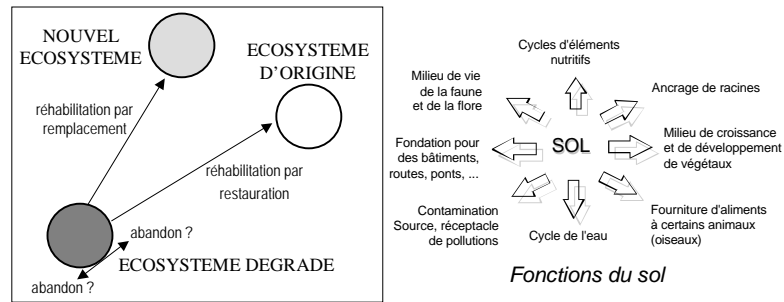 NOUVEL
ECOSYSTEME
ECOSYSTEME
D'ORIGINE
réhabilitation par
remplacement
réhabilitation par
restauration
abandon ?
ECOSYSTEME DEGRADE
abandon ?
Cycles d'éléments
nutritifs
Milieu de vie
de la faune
et de la flore
Ancrage de racines
Fondation pour
des bâtiments,
routes, ponts, ...
SOL
Milieu de croissance
et de développement
de végétaux
Contamination
Source, réceptacle
de pollutions
Cycle de l'eau
Fourniture d'aliments
à certains animaux
(oiseaux)
Fonctions du sol